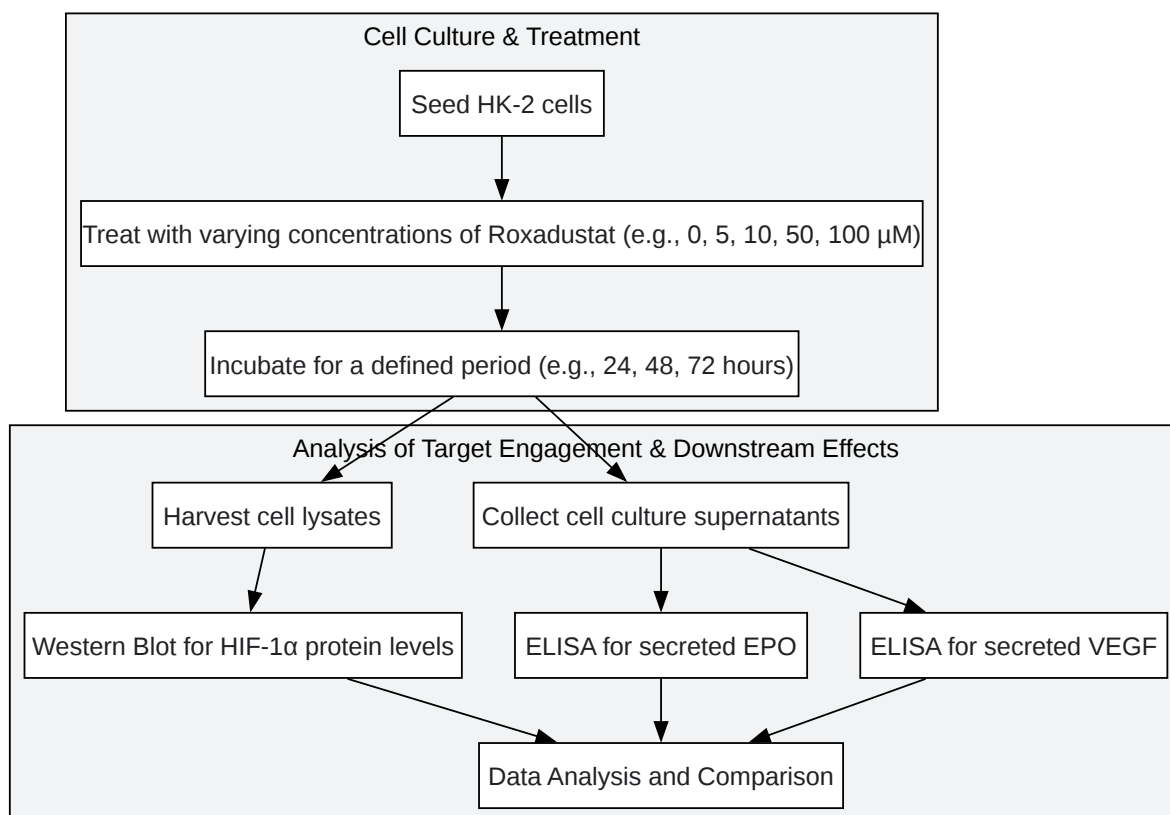 Cell Culture & Treatment
Seed HK-2 cells
Treat with varying concentrations of Roxadustat (e.g., 0, 5, 10, 50, 100 µM)
Incubate for a defined period (e.g., 24, 48, 72 hours)
Analysis of Target Engagement & Downstream Effects
Harvest cell lysates
Collect cell culture supernatants
Western Blot for HIF-1α protein levels
ELISA for secreted EPO
ELISA for secreted VEGF
Data Analysis and Comparison